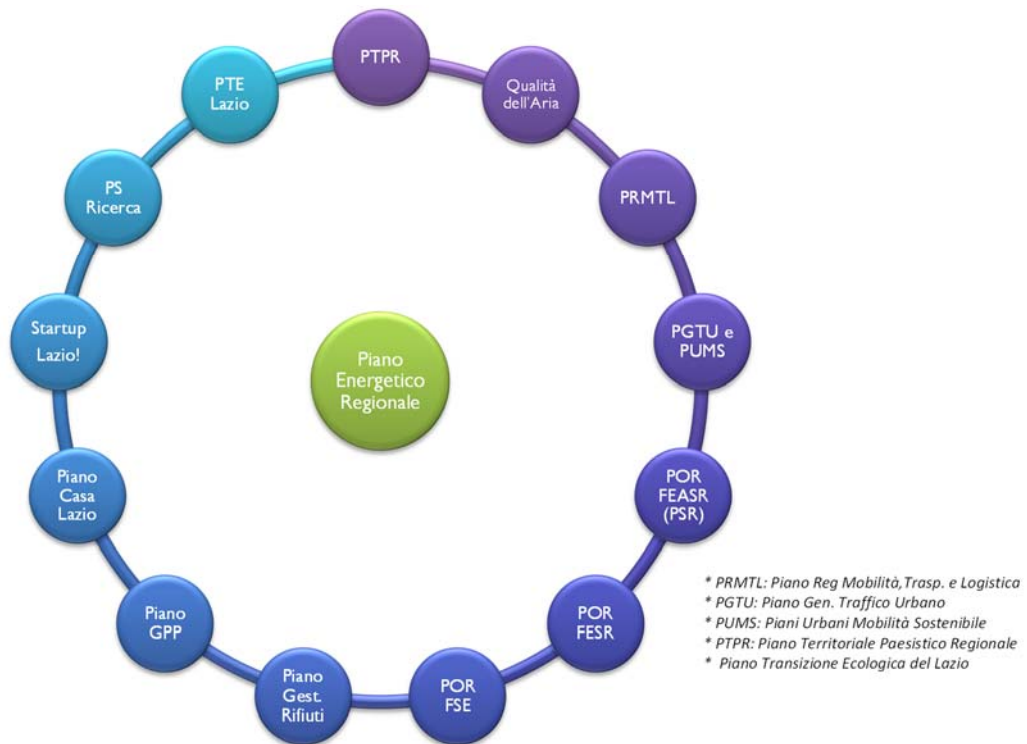 PTPR
Qualità
dell'Aria
PRMTL
PGTU e
PUMS
POR
FEASR
(PSR)
POR
FESR
POR
FSE
Piano
Gest.
Rifiuti
Piano
GPP
Piano
Casa
Lazio
Startup
Lazio!
PS
Ricerca
PTE
Lazio
Piano
Energetico
Regionale
* PRMTL: Piano Reg Mobilità,Trasp. e Logistica
* PGTU: Piano Gen. Traffico Urbano
* PUMS: Piani Urbani Mobilità Sostenibile
* PTPR: Piano Territoriale Paesistico Regionale
* Piano Transizione Ecologica del Lazio